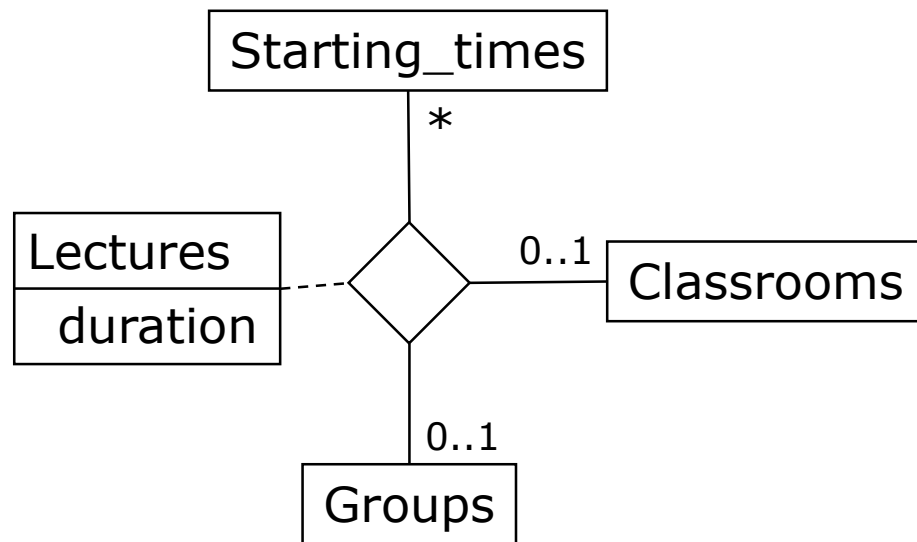 Starting_times
*
Lectures
duration
0..1
Classrooms
0..1
Groups